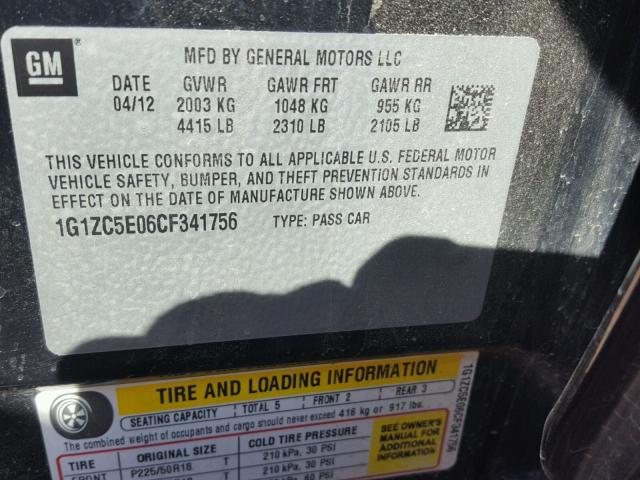 GM
MFD BY GENERAL MOTORS LLC
DATE GVWR GAWR FRT GAWR RR
04/12 2003 KG 1048 KG 955 KG
4415 LB 2310 LB 2105 LB
THIS VEHICLE CONFORMS TO ALL APPLICABLE U.S. FEDERAL MOTOR
VEHICLE SAFETY, BUMPER, AND THEFT PREVENTION STANDARDS IN
EFFECT ON THE DATE OF MANUFACTURE SHOWN ABOVE.
1G1ZC5E06CF341756 TYPE: PASS CAR
TIRE AND LOADING INFORMATION
SEATING CAPACITY TOTAL 5 FRONT 2 REAR 3
The combined weight of occupants and cargo should never exceed 416 kg or 917 lbs.
TIRE ORIGINAL SIZE COLD TIRE PRESSURE
FRONT P225/50R18 T 210 kPa, 30 PSI
T 210 kPa, 30 PSI
60 PSI
SEE OWNER'S
MANUAL FOR
ADDITIONAL
INFORMATION
1G1ZC5E06CF341756